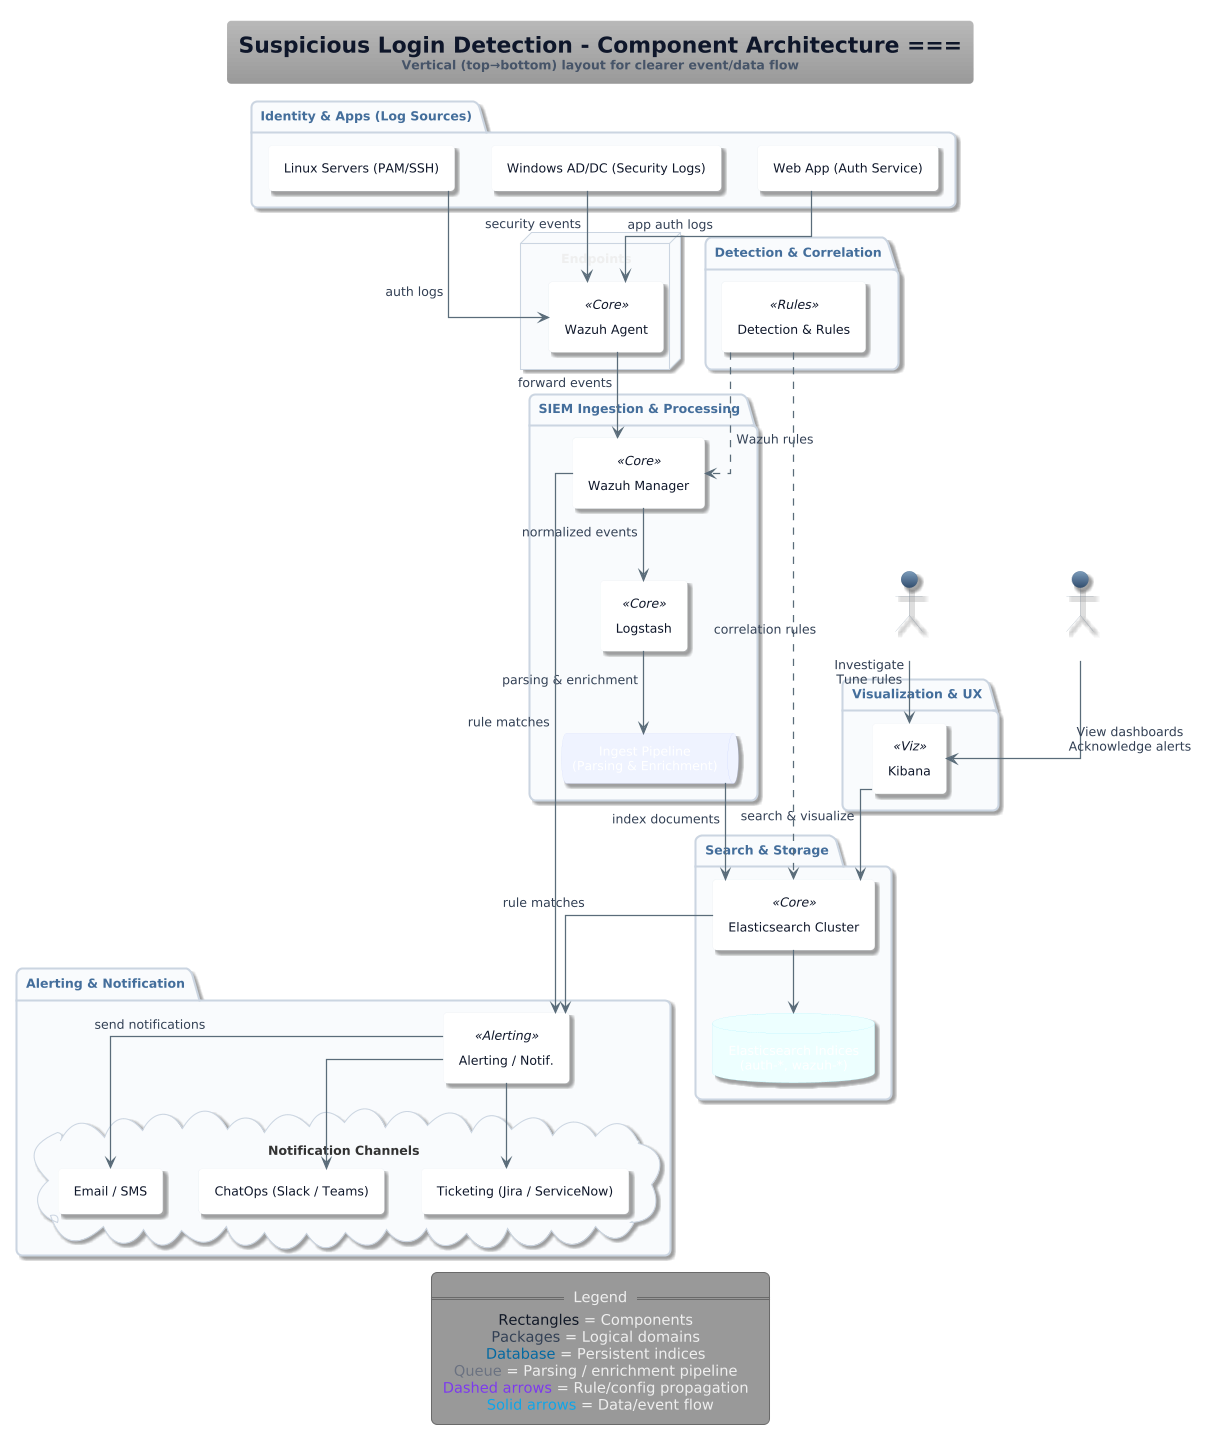 Suspicious Login Detection - Component Architecture ===
Vertical (top→bottom) layout for clearer event/data flow
Identity & Apps (Log Sources)
Linux Servers (PAM/SSH)
Windows AD/DC (Security Logs)
Web App (Auth Service)
security events
app auth logs
auth logs
Endpoints
«Core»
Wazuh Agent
Detection & Correlation
«Rules»
Detection & Rules
forward events
SIEM Ingestion & Processing
Wazuh rules
«Core»
Wazuh Manager
normalized events
«Core»
Logstash
correlation rules
parsing & enrichment
rule matches
Ingest Pipeline
(Parsing & Enrichment)
Investigate
Tune rules
Visualization & UX
View dashboards
Acknowledge alerts
«Viz»
Kibana
index documents
search & visualize
Search & Storage
«Core»
Elasticsearch Cluster
rule matches
Alerting & Notification
send notifications
«Alerting»
Alerting / Notif.
Notification Channels
Email / SMS
ChatOps (Slack / Teams)
Ticketing (Jira / ServiceNow)
Legend
Rectangles = Components
Packages = Logical domains
Database = Persistent indices
Queue = Parsing / enrichment pipeline
Dashed arrows = Rule/config propagation
Solid arrows = Data/event flow